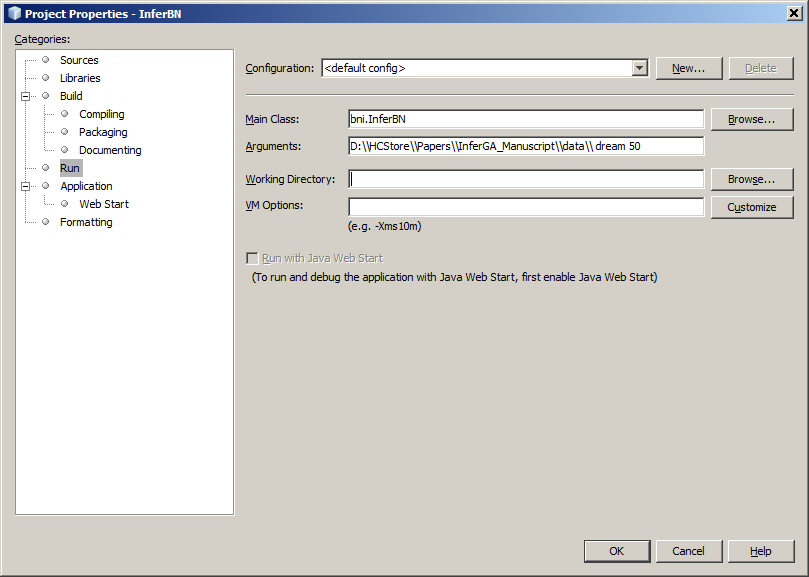 Project Properties - InferBN
Categories:
Sources
Libraries
Build
Compiling
Packaging
Documenting
Run
Application
Web Start
Formatting
Configuration: <default config> New... Delete
Main Class: bni.InferBN Browse...
Arguments: D:\\HCStore\\Papers\\InferGA_Manuscript\\data\\ dream 50
Working Directory: Browse...
VM Options: Customize
(e.g. -Xms10m)
Run with Java Web Start
(To run and debug the application with Java Web Start, first enable Java Web Start)
OK Cancel Help